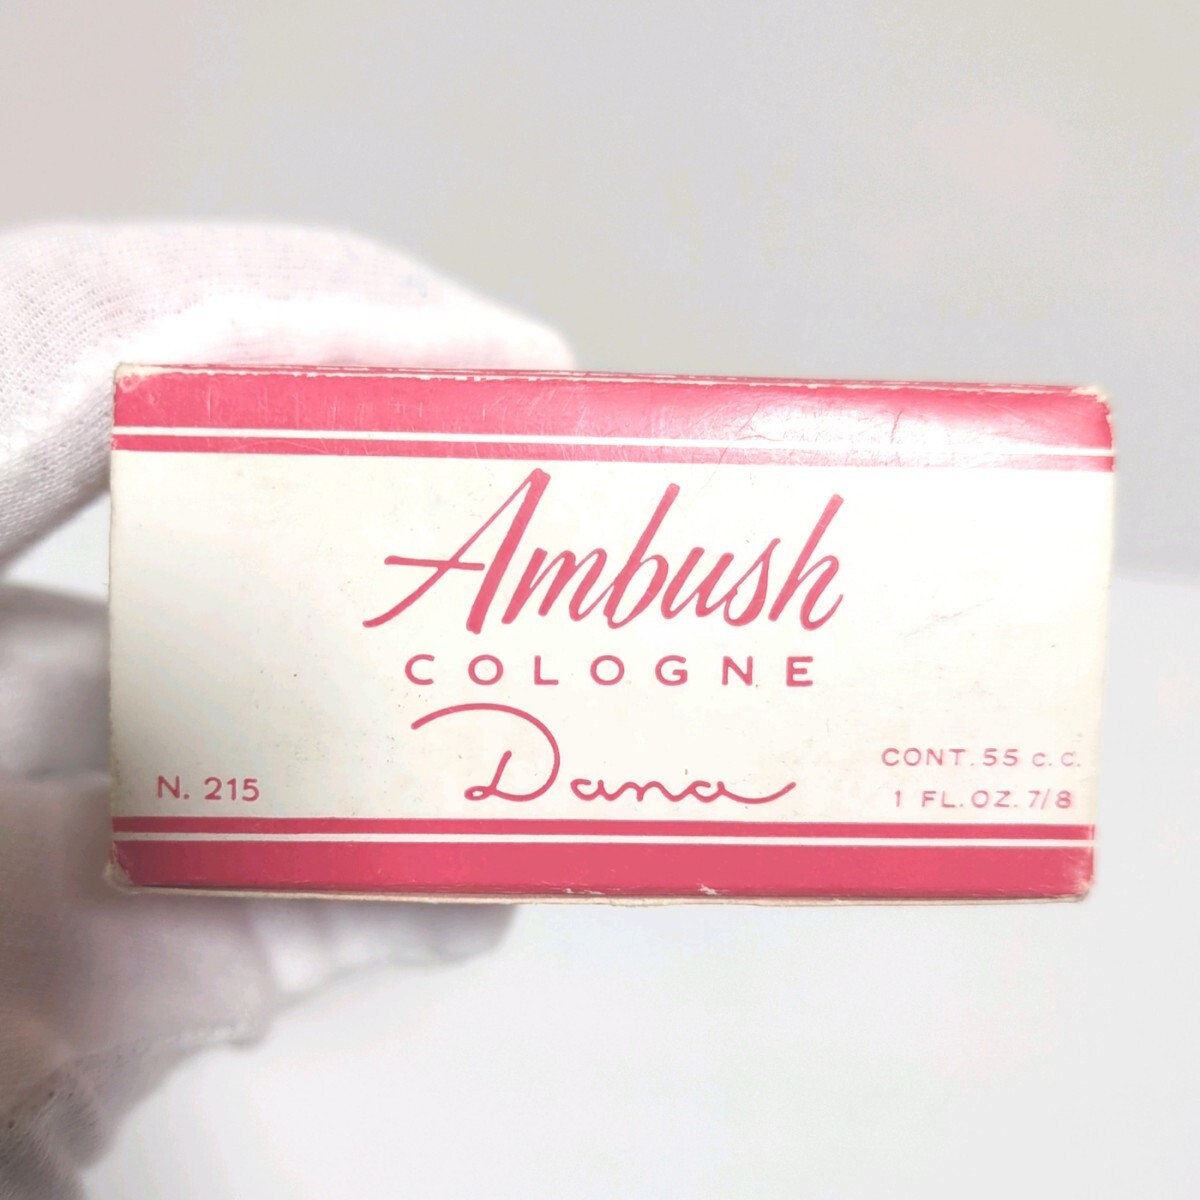 Ambush
COLOGNE
Dana
N. 215
CONT. 55 c.c.
1 FL. OZ. 7/8